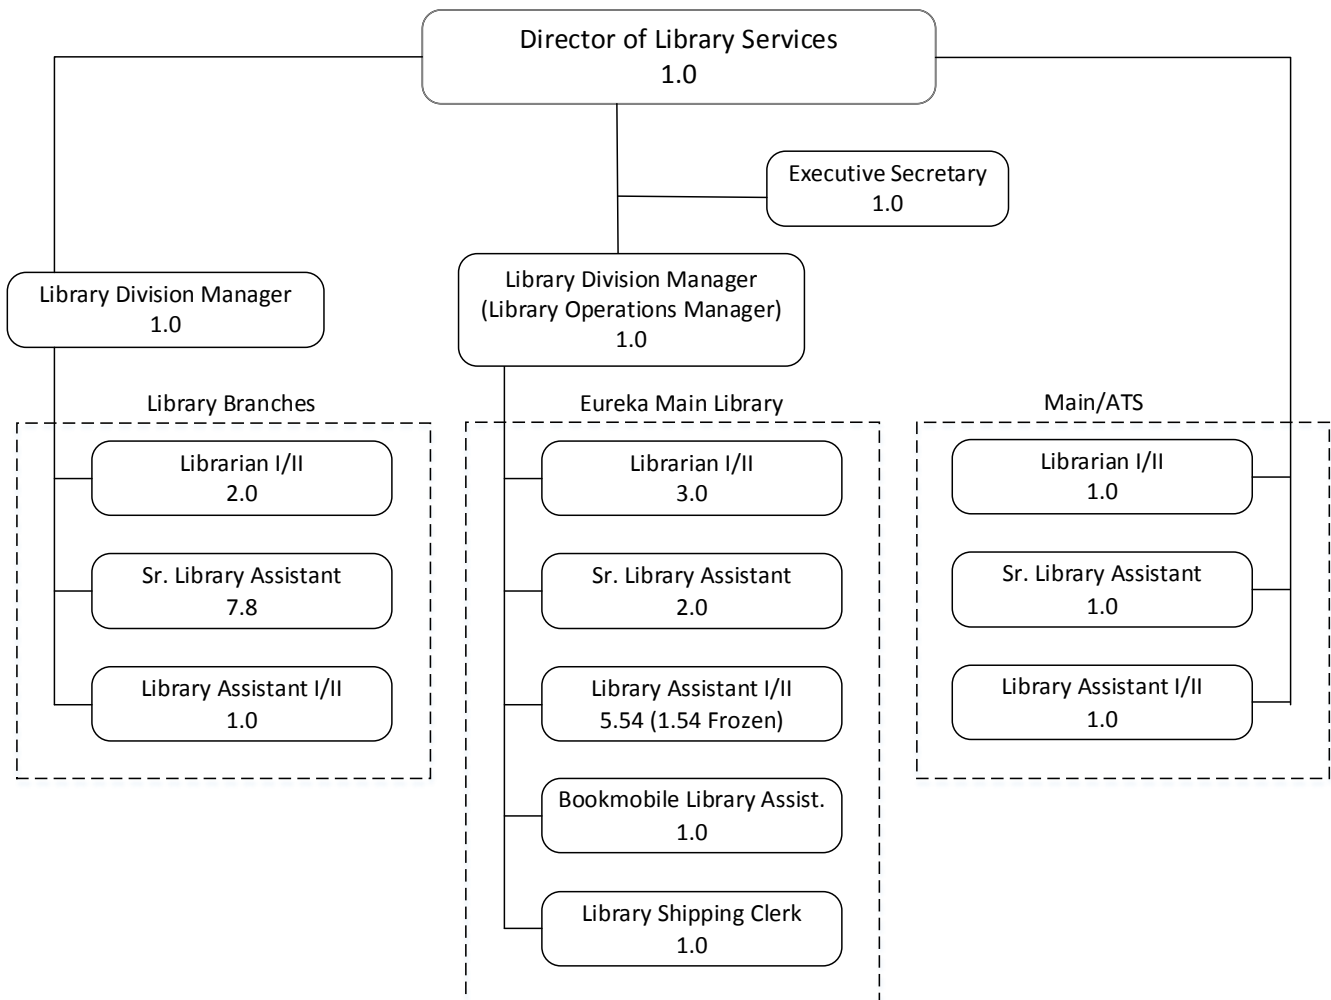 Director of Library Services
1.0
Executive Secretary
1.0
Library Division Manager
1.0
Library Division Manager
(Library Operations Manager)
1.0
Library Branches
Librarian I/II
2.0
Sr. Library Assistant
7.8
Library Assistant I/II
1.0
Eureka Main Library
Librarian I/II
3.0
Sr. Library Assistant
2.0
Library Assistant I/II
5.54 (1.54 Frozen)
Bookmobile Library Assist.
1.0
Library Shipping Clerk
1.0
Main/ATS
Librarian I/II
1.0
Sr. Library Assistant
1.0
Library Assistant I/II
1.0